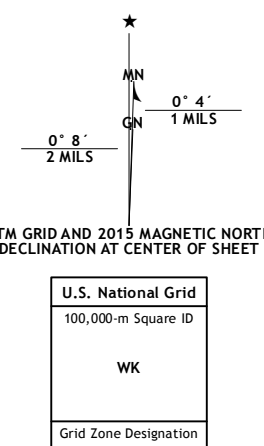 ★
MN
GN
0° 4´
1 MILS
0° 8´
2 MILS
TM GRID AND 2015 MAGNETIC NORTH
DECLINATION AT CENTER OF SHEET
U.S. National Grid
100,000-m Square ID
WK
Grid Zone Designation